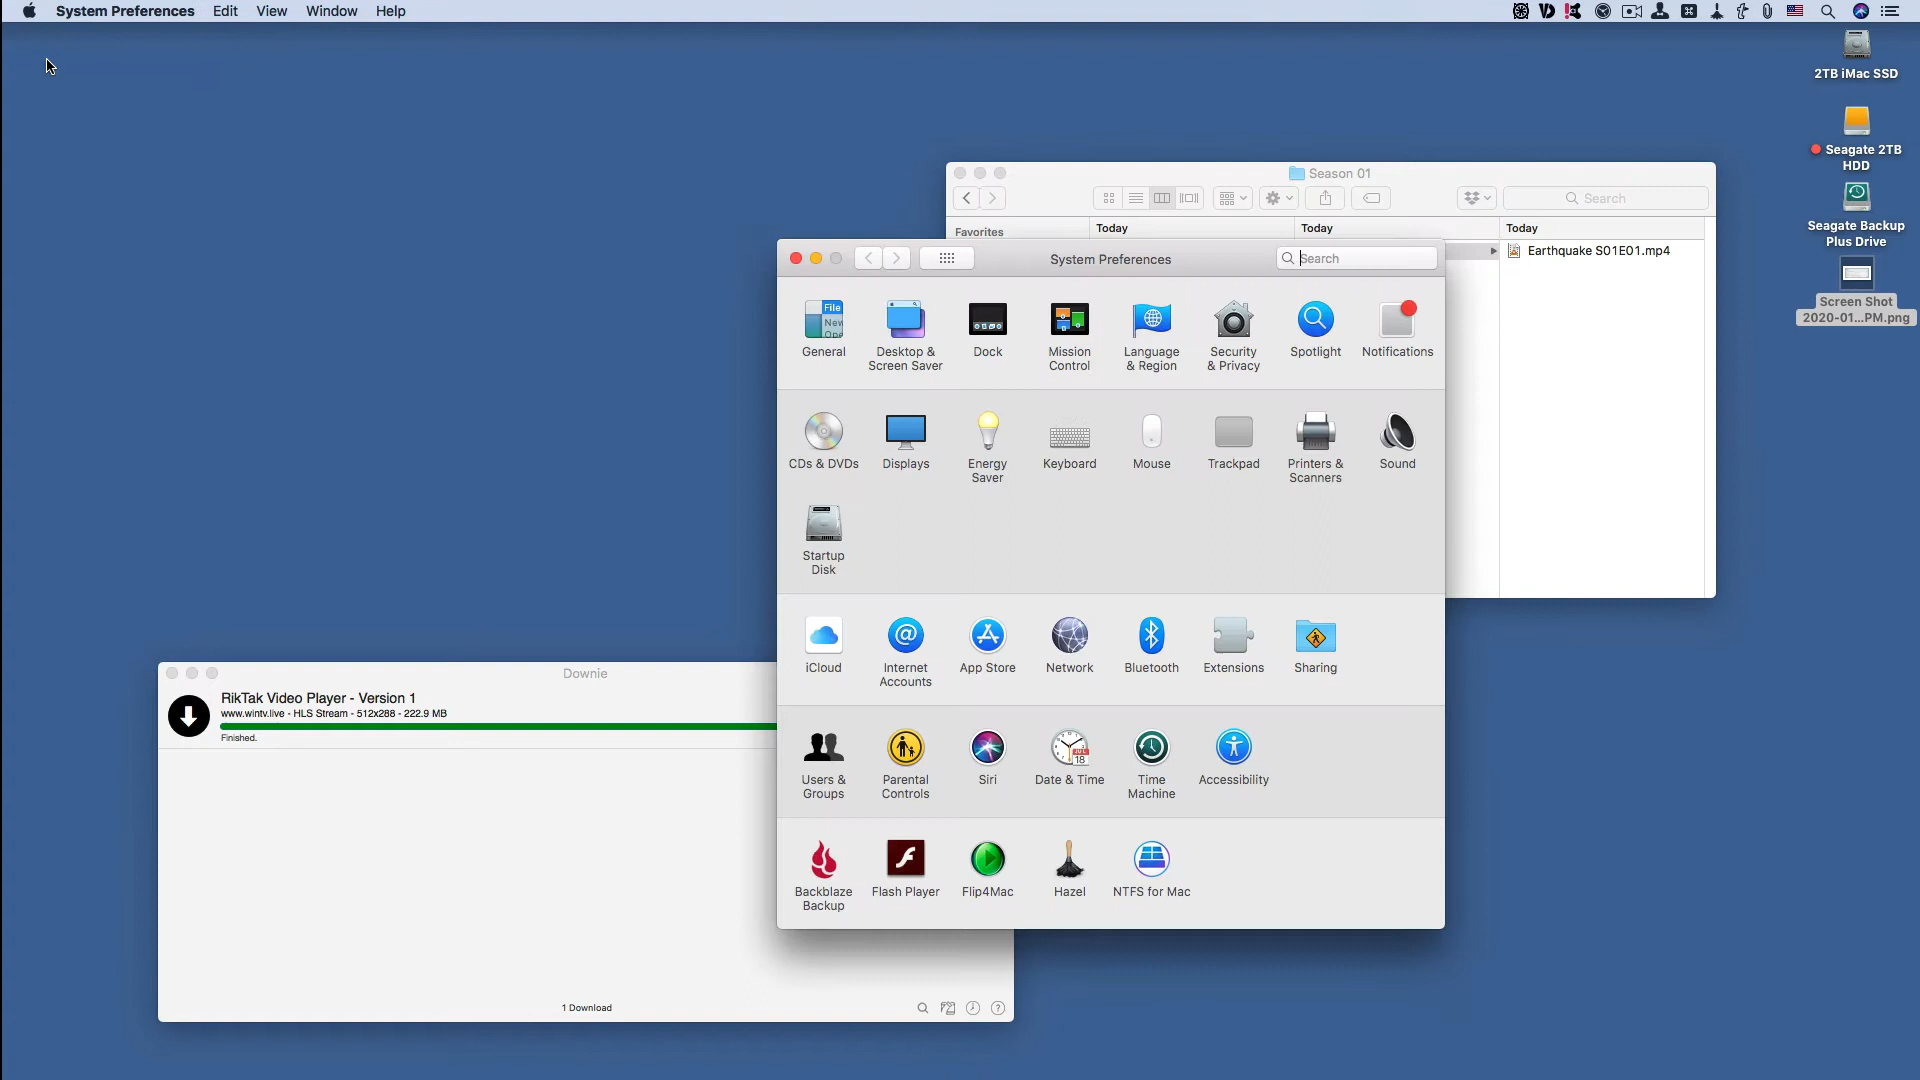 System Preferences Edit View Window Help
2TB iMac SSD
Seagate 2TB
HDD
Seagate Backup
Plus Drive
Screen Shot
2020-01...PM.png
Season 01
Search
Favorites
Today Today Today
Earthquake S01E01.mp4
System Preferences
Search
File
New
Ope
General
Desktop &
Screen Saver
Dock
Mission
Control
Language
& Region
Security
& Privacy
Spotlight
Notifications
CDs & DVDs
Displays
Energy
Saver
Keyboard
Mouse
Trackpad
Printers &
Scanners
Sound
Startup
Disk
iCloud
Internet
Accounts
App Store
Network
Bluetooth
Extensions
Sharing
Users &
Groups
Parental
Controls
Siri
JUL
18
Date & Time
Time
Machine
Accessibility
Backblaze
Backup
Flash Player
Flip4Mac
Hazel
NTFS for Mac
Downie
RikTak Video Player - Version 1
www.wintv.live - HLS Stream - 512x288 - 222.9 MB
Finished.
1 Download